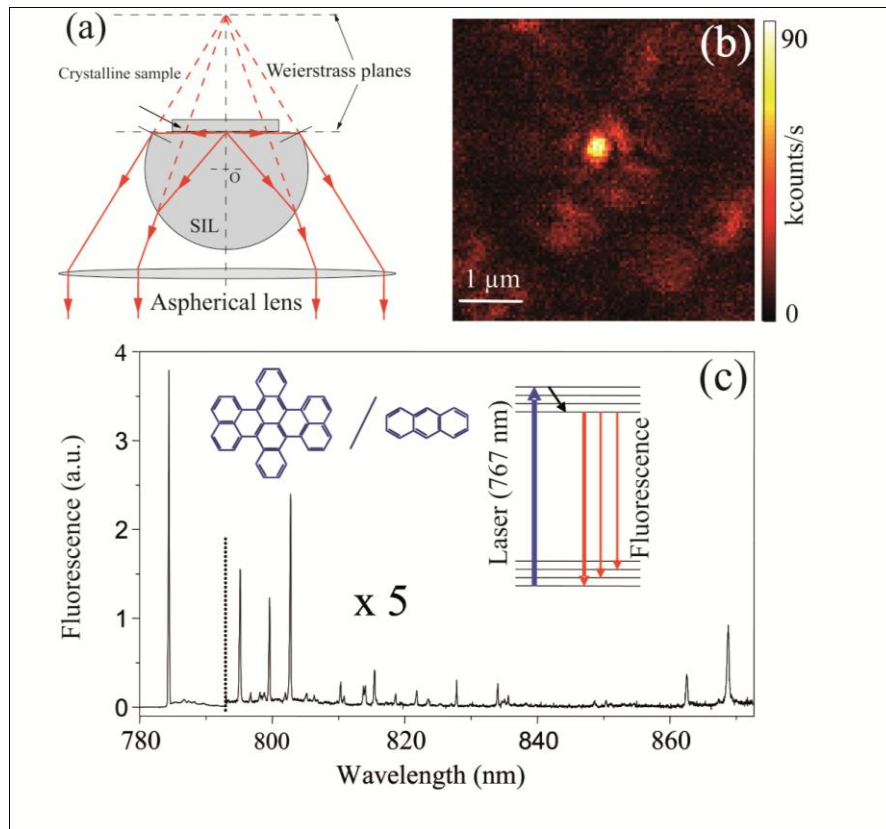 (a)
Crystalline sample
Weierstrass planes
O
SIL
Aspherical lens
(b)
1 µm
90
kcounts/s
0
(c)
4
3
2
1
0
Fluorescence (a.u.)
x 5
Laser (767 nm)
Fluorescence
780
800
820
840
860
Wavelength (nm)